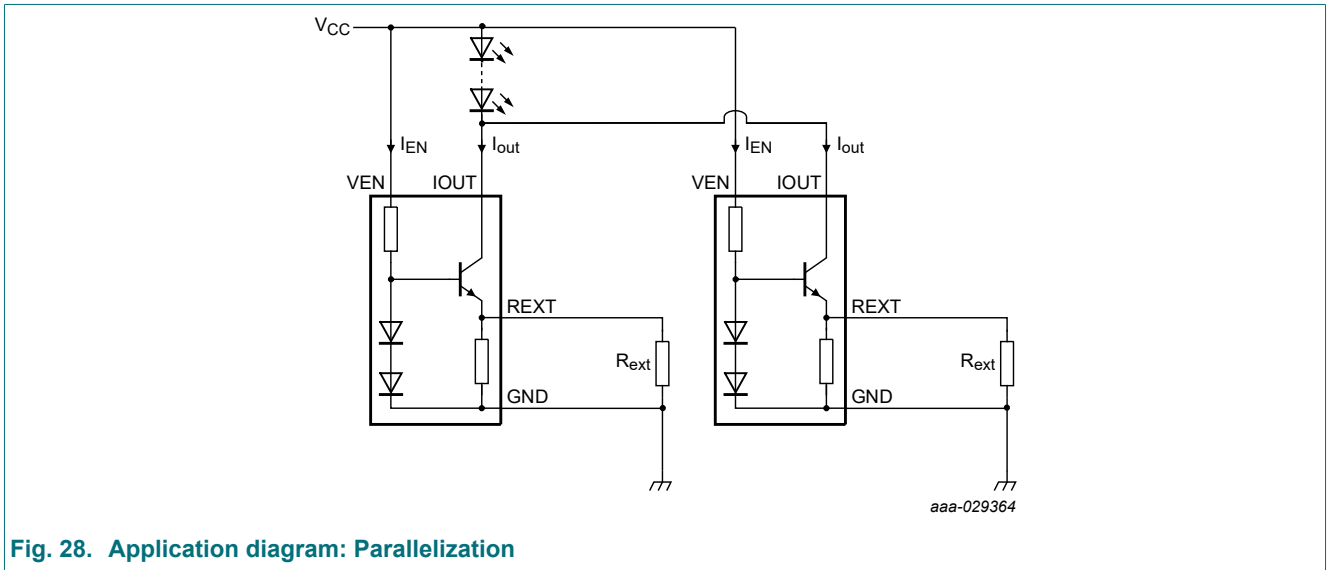 VCC
IEN Iout IEN Iout
VEN IOUT VEN IOUT
REXT REXT
Rext Rext
GND GND
aaa-029364
Fig. 28. Application diagram: Parallelization